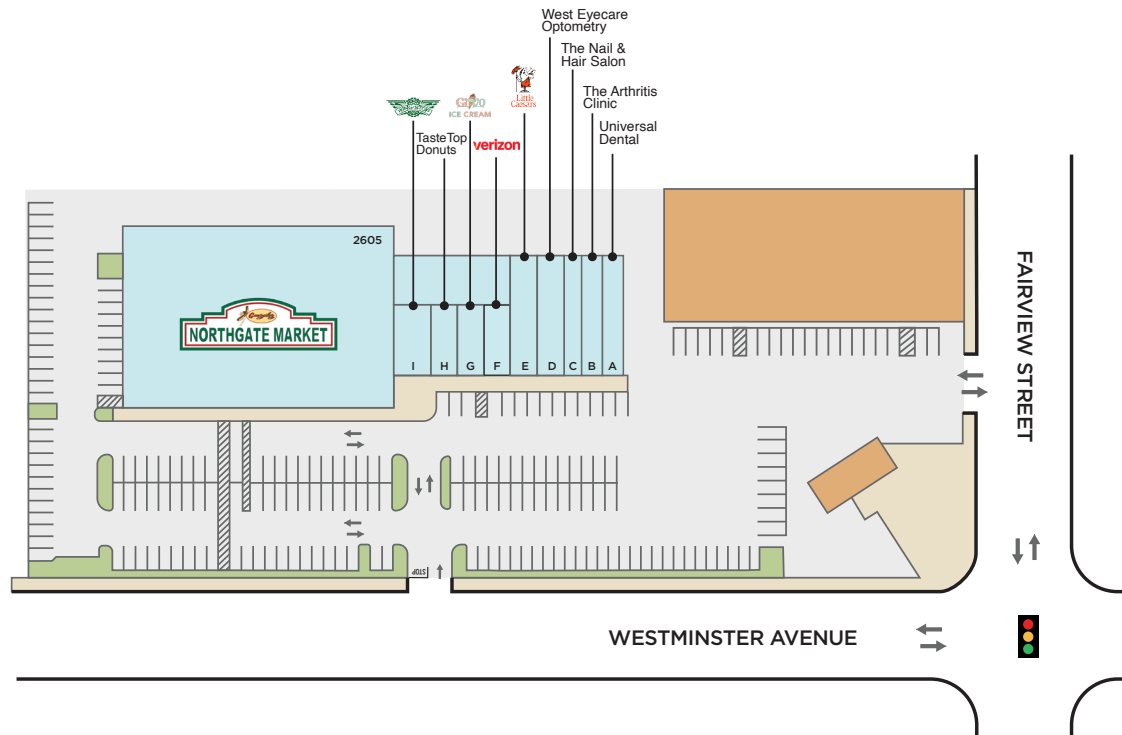 West Eyecare
Optometry
The Nail &
Hair Salon
The Arthritis
Clinic
Universal
Dental
Little
Caesars
ICE CREAM
TasteTop
Donuts
verizon
2605
Gonzalez
NORTHGATE MARKET
I
H
G
F
E
D
C
B
A
FAIRVIEW STREET
STOP
WESTMINSTER AVENUE